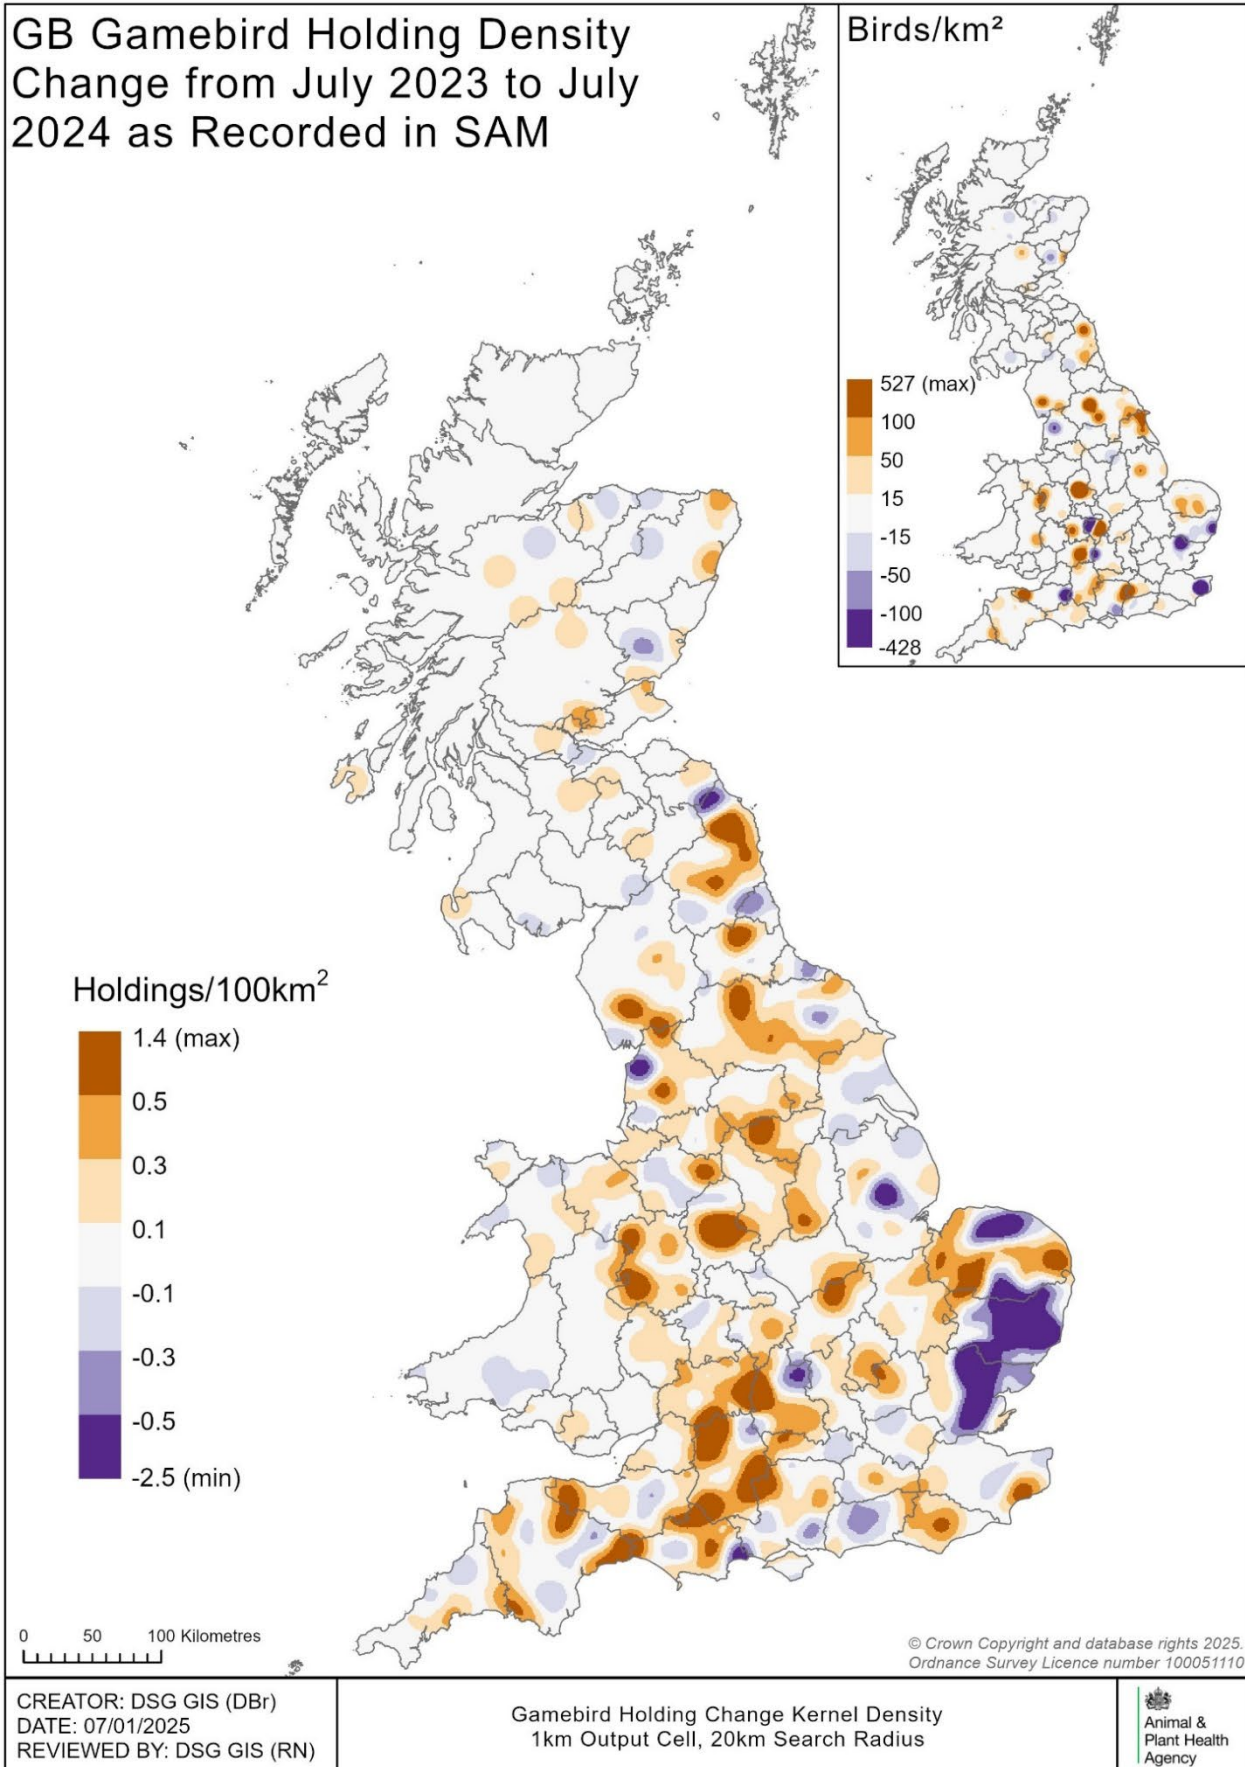 GB Gamebird Holding Density
Change from July 2023 to July
2024 as Recorded in SAM
Birds/km²
527 (max)
100
50
15
-15
-50
-100
-428
Holdings/100km²
1.4 (max)
0.5
0.3
0.1
-0.1
-0.3
-0.5
-2.5 (min)
0 50 100 Kilometres
© Crown Copyright and database rights 2025.
Ordnance Survey Licence number 100051110
CREATOR: DSG GIS (DBr)
DATE: 07/01/2025
REVIEWED BY: DSG GIS (RN)
Gamebird Holding Change Kernel Density
1km Output Cell, 20km Search Radius
Animal &
Plant Health
Agency